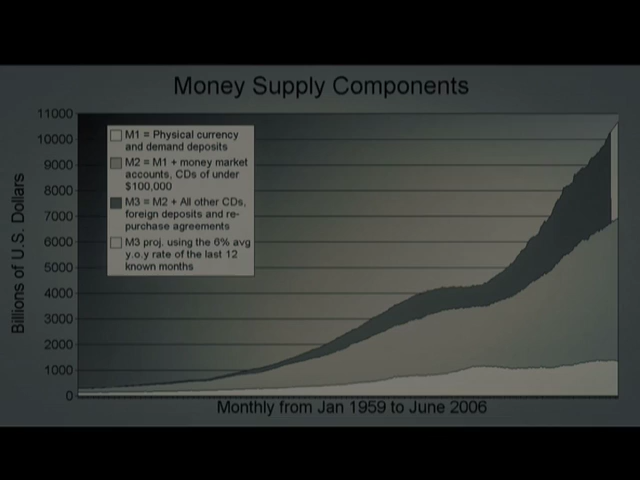 Money Supply Components
11000
10000
9000
8000
7000
6000
5000
4000
3000
2000
1000
0
Billions of U.S. Dollars
M1 = Physical currency
and demand deposits
M2 = M1 + money market
accounts, CDs of under
$100,000
M3 = M2 + All other CDs,
foreign deposits and re-
purchase agreements
M3 proj. using the 6% avg
y.o.y rate of the last 12
known months
Monthly from Jan 1959 to June 2006